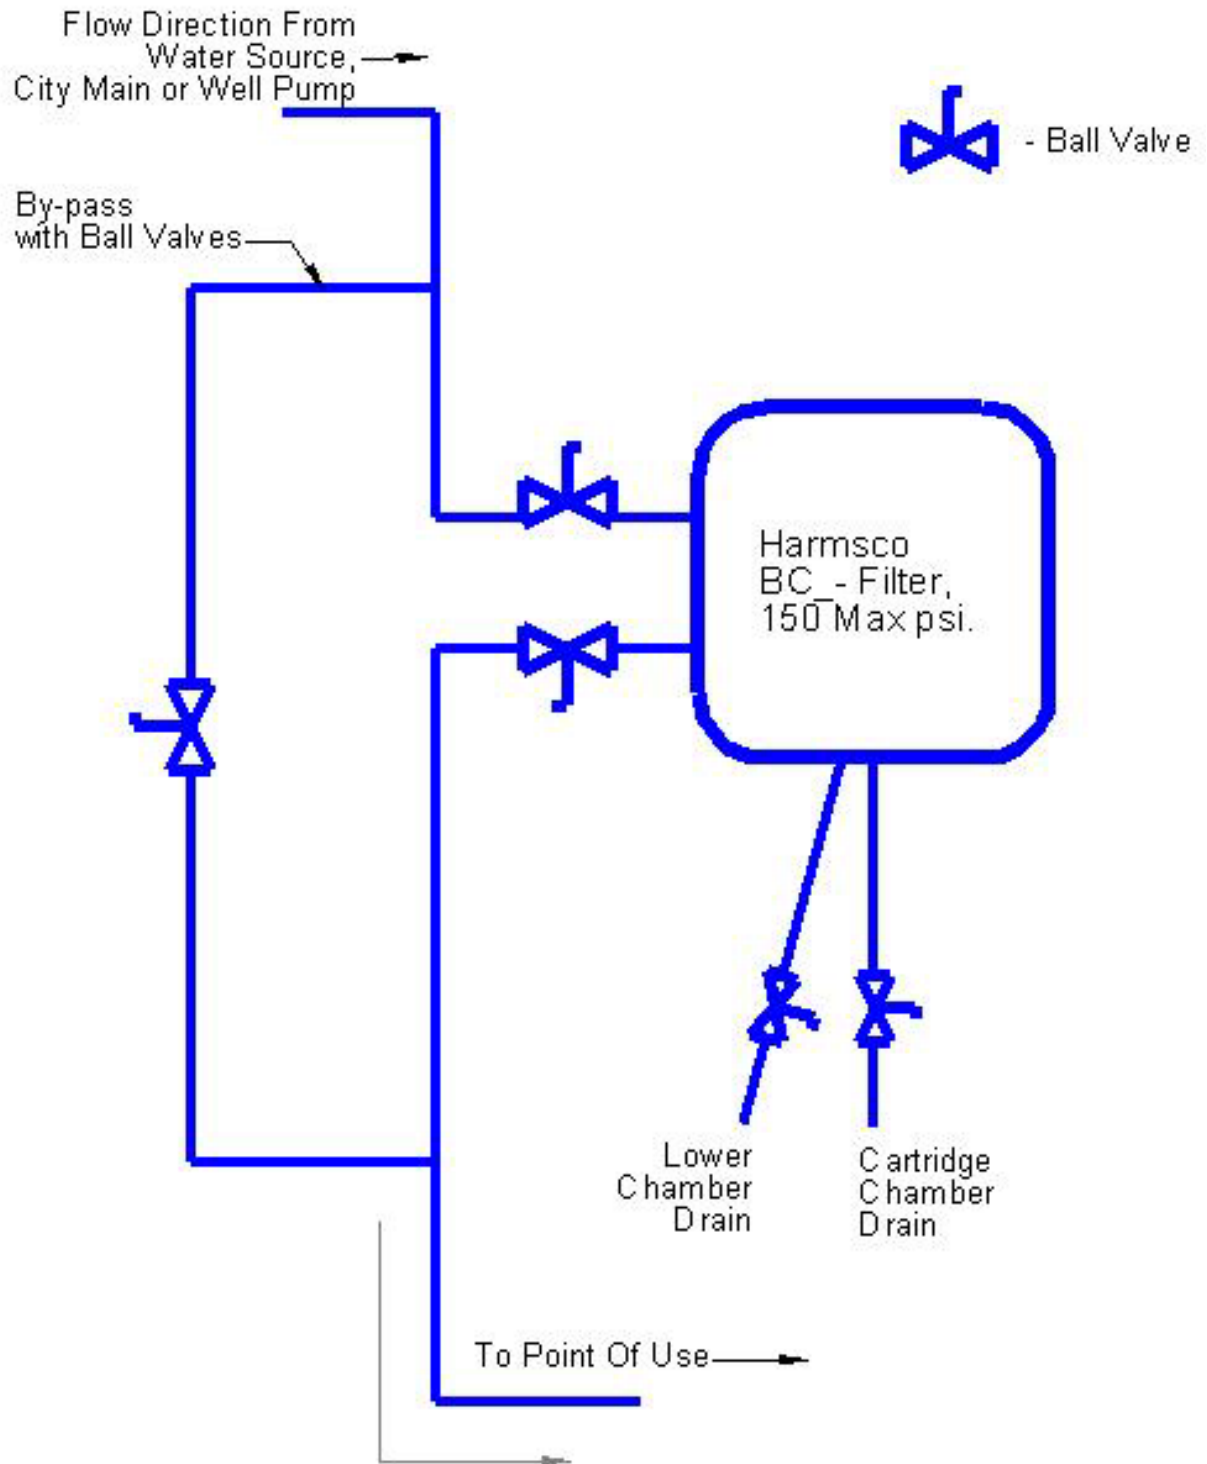 Flow Direction From
Water Source,
City Main or Well Pump
- Ball Valve
By-pass
with Ball Valves
Harmsco
BC_- Filter,
150 Max psi.
Lower
Chamber
Drain
Cartridge
Chamber
Drain
To Point Of Use